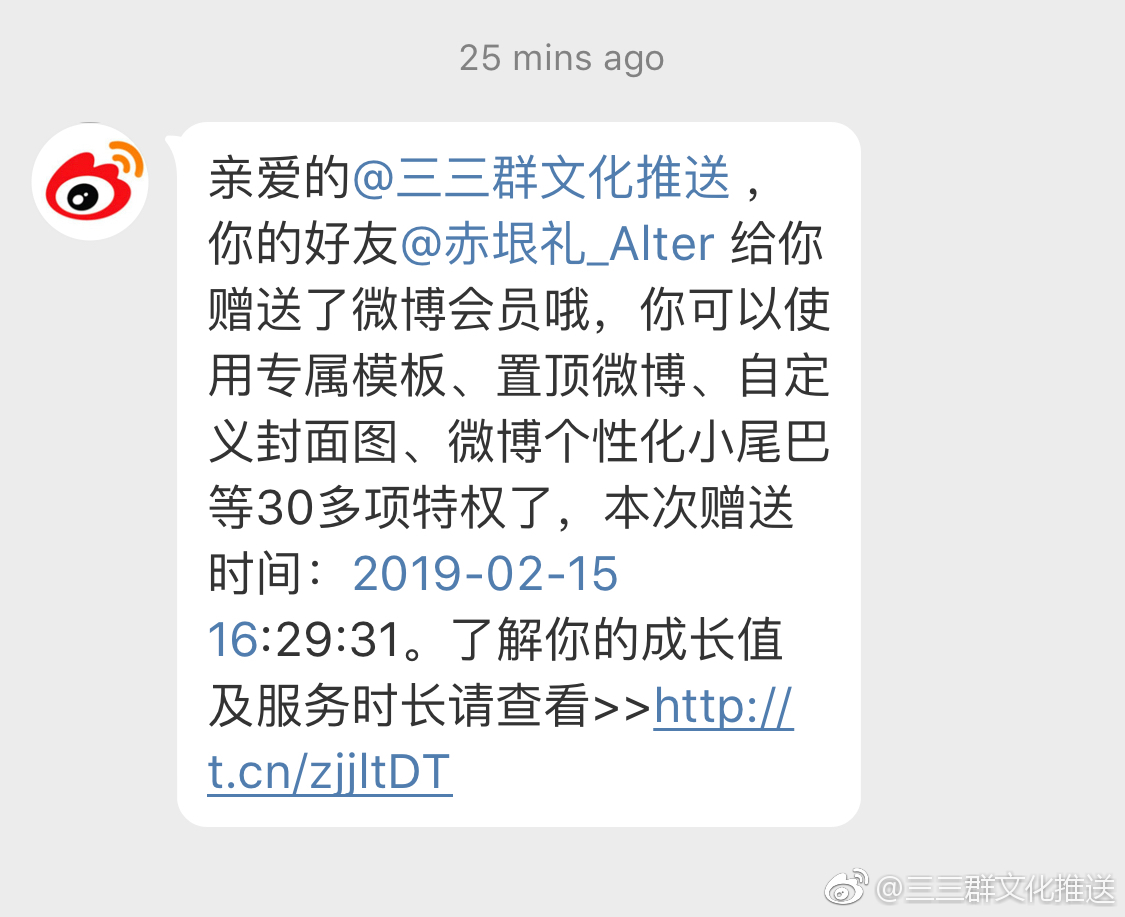 25 mins ago
亲爱的@三三群文化推送，
你的好友@赤垠礼_Alter 给你
赠送了微博会员哦，你可以使
用专属模板、置顶微博、自定
义封面图、微博个性化小尾巴
等30多项特权了，本次赠送
时间：2019-02-15
16:29:31。了解你的成长值
及服务时长请查看>>http://
t.cn/zjjltDT
@三三群文化推送